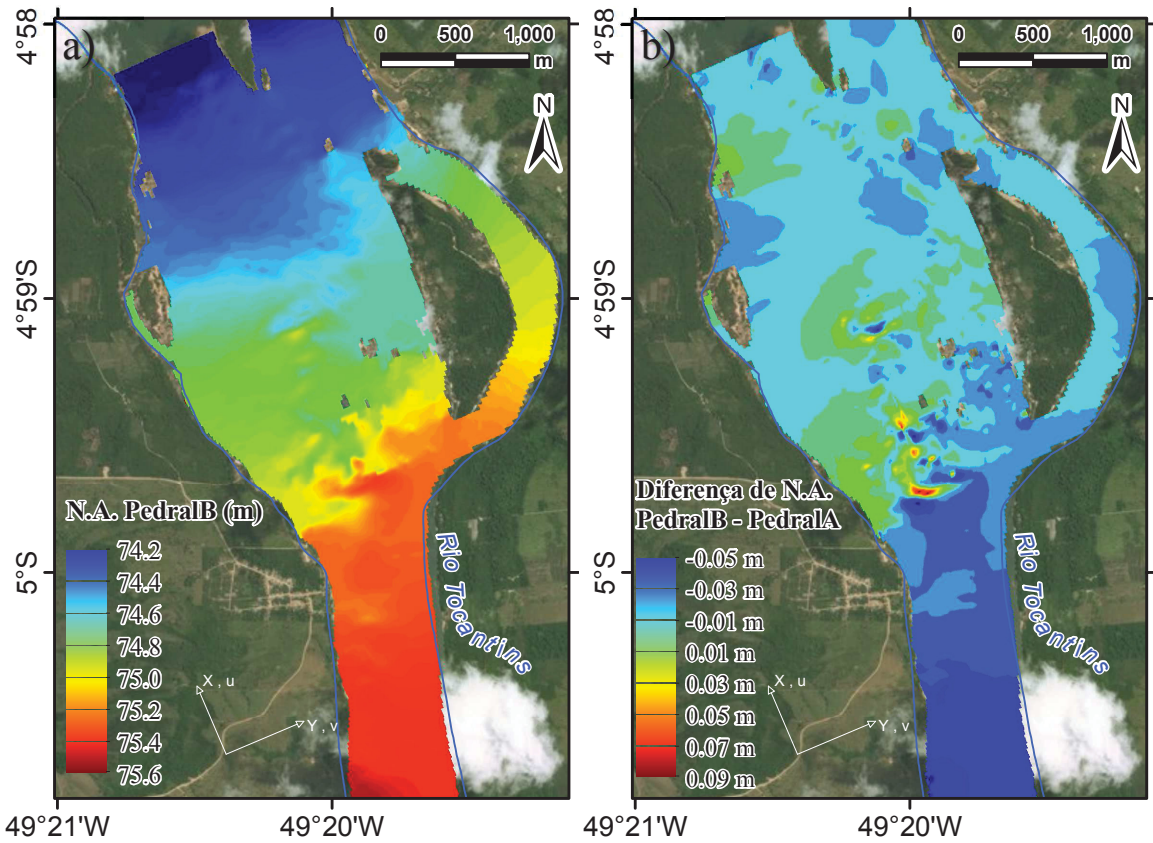 a)
0 500 1,000
m
N
4°58
4°59'S
5°S
N.A. PedralB (m)
74.2
74.4
74.6
74.8
75.0
75.2
75.4
75.6
X , u
Y , v
Rio Tocantins
49°21'W
49°20'W
b)
0 500 1,000
m
N
4°58
4°59'S
5°S
Diferença de N.A.
PedralB - PedralA
-0.05 m
-0.03 m
-0.01 m
0.01 m
0.03 m
0.05 m
0.07 m
0.09 m
X , u
Y , v
Rio Tocantins
49°21'W
49°20'W